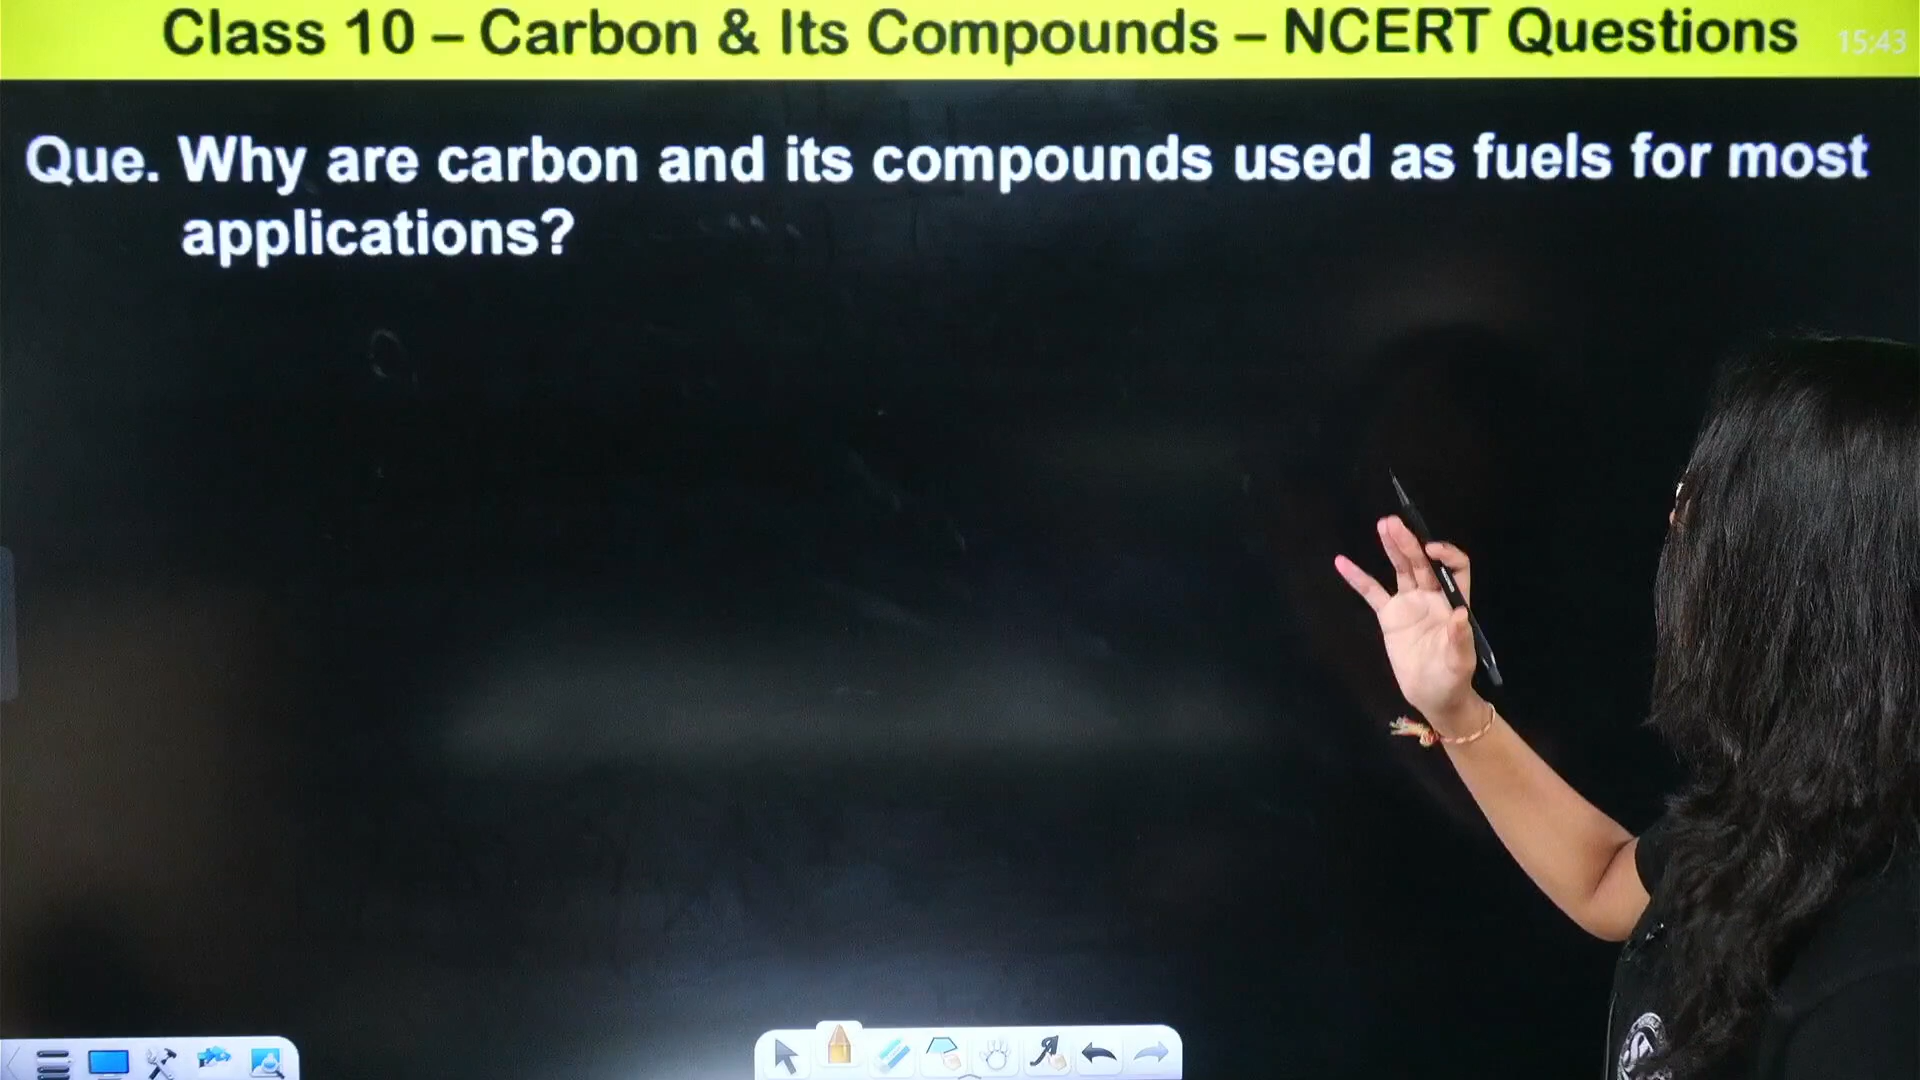 Class 10 – Carbon & Its Compounds – NCERT Questions
15:43
Que. Why are carbon and its compounds used as fuels for most
applications?